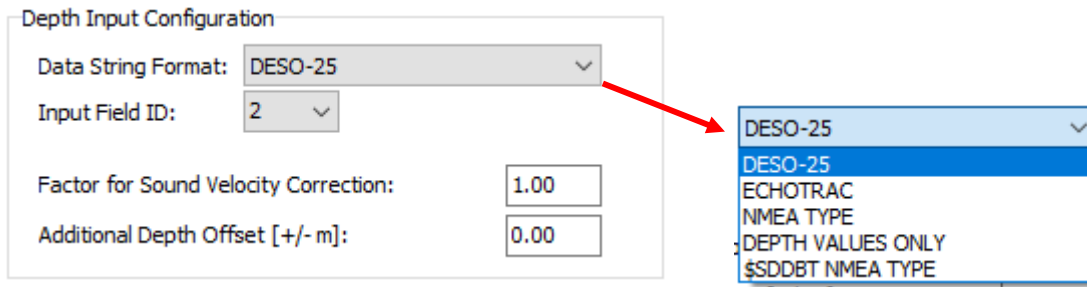 Depth Input Configuration
Data String Format: DESO-25
Input Field ID: 2
Factor for Sound Velocity Correction: 1.00
Additional Depth Offset [+/- m]: 0.00
DESO-25
DESO-25
ECHOTRAC
NMEA TYPE
DEPTH VALUES ONLY
$SDDBT NMEA TYPE